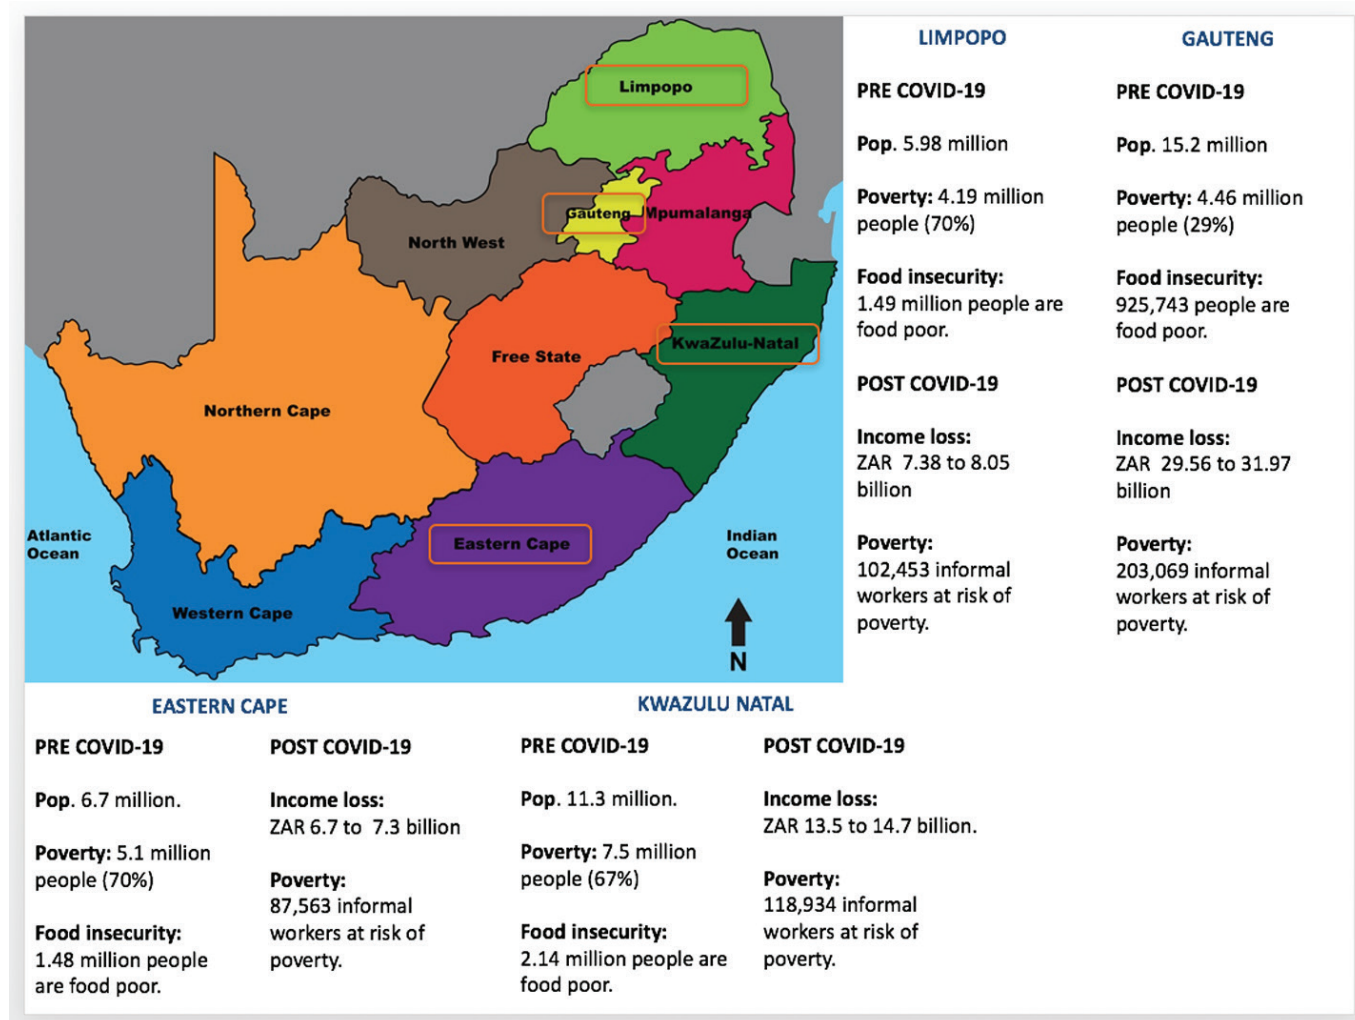 Limpopo
Gauteng
Mpumalanga
North West
KwaZulu-Natal
Free State
Northern Cape
Eastern Cape
Western Cape
Atlantic
Ocean
Indian
Ocean
N
LIMPOPO
PRE COVID-19
Pop. 5.98 million
Poverty: 4.19 million
people (70%)
Food insecurity:
1.49 million people are
food poor.
POST COVID-19
Income loss:
ZAR 7.38 to 8.05
billion
Poverty:
102,453 informal
workers at risk of
poverty.
GAUTENG
PRE COVID-19
Pop. 15.2 million
Poverty: 4.46 million
people (29%)
Food insecurity:
925,743 people are
food poor.
POST COVID-19
Income loss:
ZAR 29.56 to 31.97
billion
Poverty:
203,069 informal
workers at risk of
poverty.
EASTERN CAPE
PRE COVID-19
Pop. 6.7 million.
Poverty: 5.1 million
people (70%)
Food insecurity:
1.48 million people
are food poor.
POST COVID-19
Income loss:
ZAR 6.7 to 7.3 billion
Poverty:
87,563 informal
workers at risk of
poverty.
KWAZULU NATAL
PRE COVID-19
Pop. 11.3 million.
Poverty: 7.5 million
people (67%)
Food insecurity:
2.14 million people are
food poor.
POST COVID-19
Income loss:
ZAR 13.5 to 14.7 billion.
Poverty:
118,934 informal
workers at risk of
poverty.